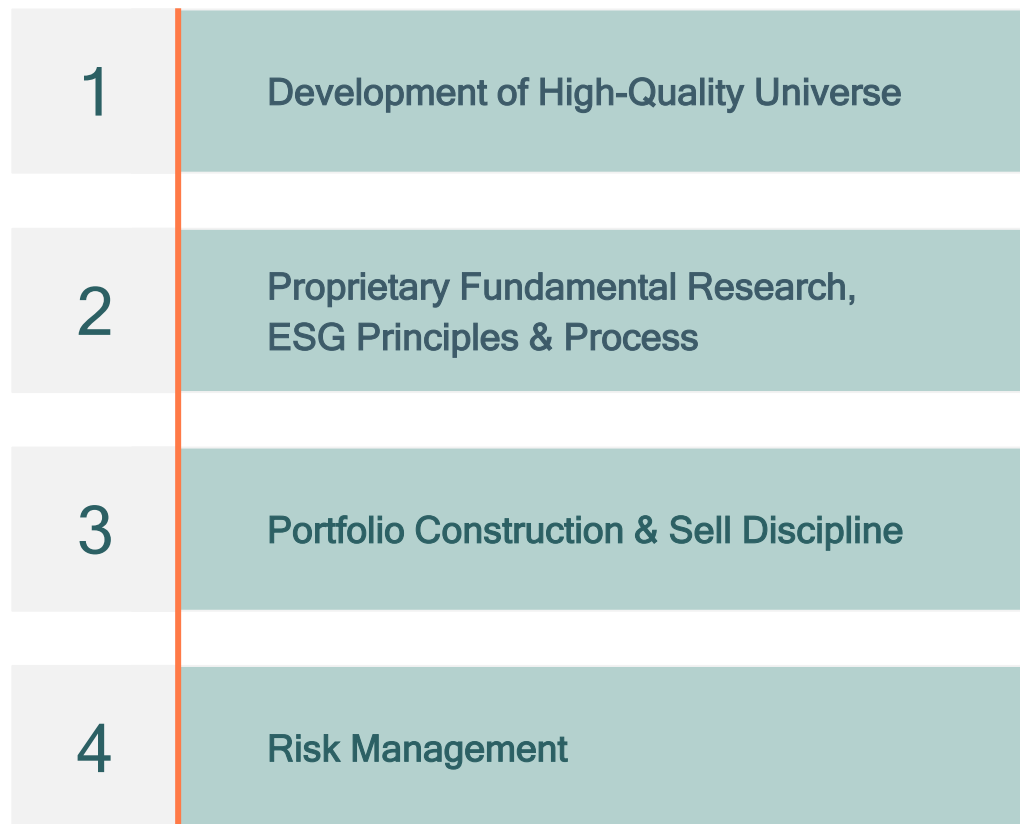 1
Development of High-Quality Universe
2
Proprietary Fundamental Research,
ESG Principles & Process
3
Portfolio Construction & Sell Discipline
4
Risk Management